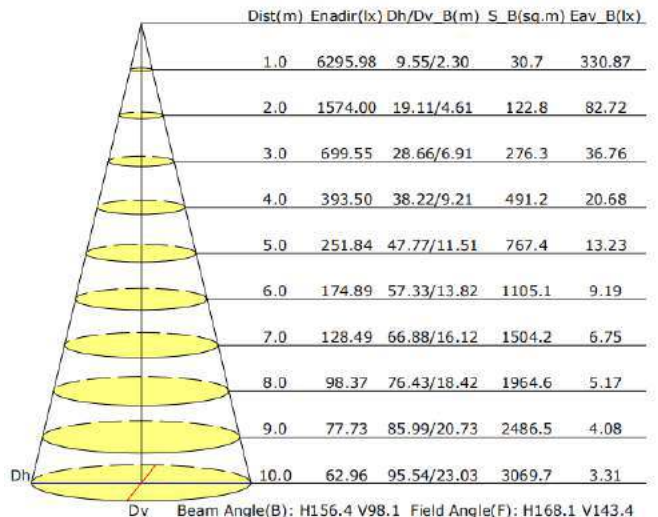 Dist(m) Enadir(lx) Dh/Dv_B(m) S_B(sq.m) Eav_B(lx)
1.0 6295.98 9.55/2.30 30.7 330.87
2.0 1574.00 19.11/4.61 122.8 82.72
3.0 699.55 28.66/6.91 276.3 36.76
4.0 393.50 38.22/9.21 491.2 20.68
5.0 251.84 47.77/11.51 767.4 13.23
6.0 174.89 57.33/13.82 1105.1 9.19
7.0 128.49 66.88/16.12 1504.2 6.75
8.0 98.37 76.43/18.42 1964.6 5.17
9.0 77.73 85.99/20.73 2486.5 4.08
Dh 10.0 62.96 95.54/23.03 3069.7 3.31
Dv Beam Angle(B): H156.4 V98.1 Field Angle(F): H168.1 V143.4